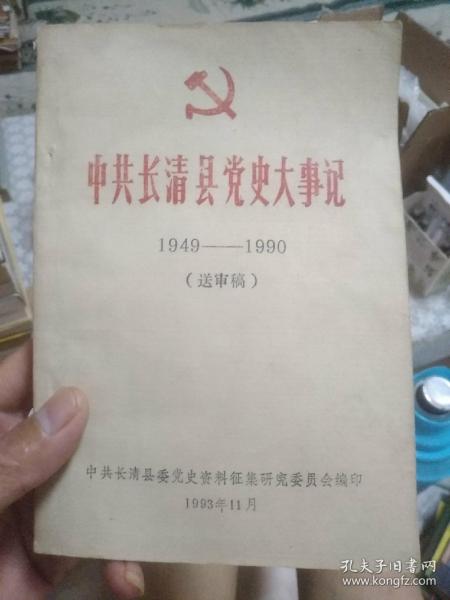 中共长清县党史大事记
1949——1990
（送审稿）
中共长清县委党史资料征集研究委员会编印
1993年11月
孔夫子旧书网
www.kongfz.com